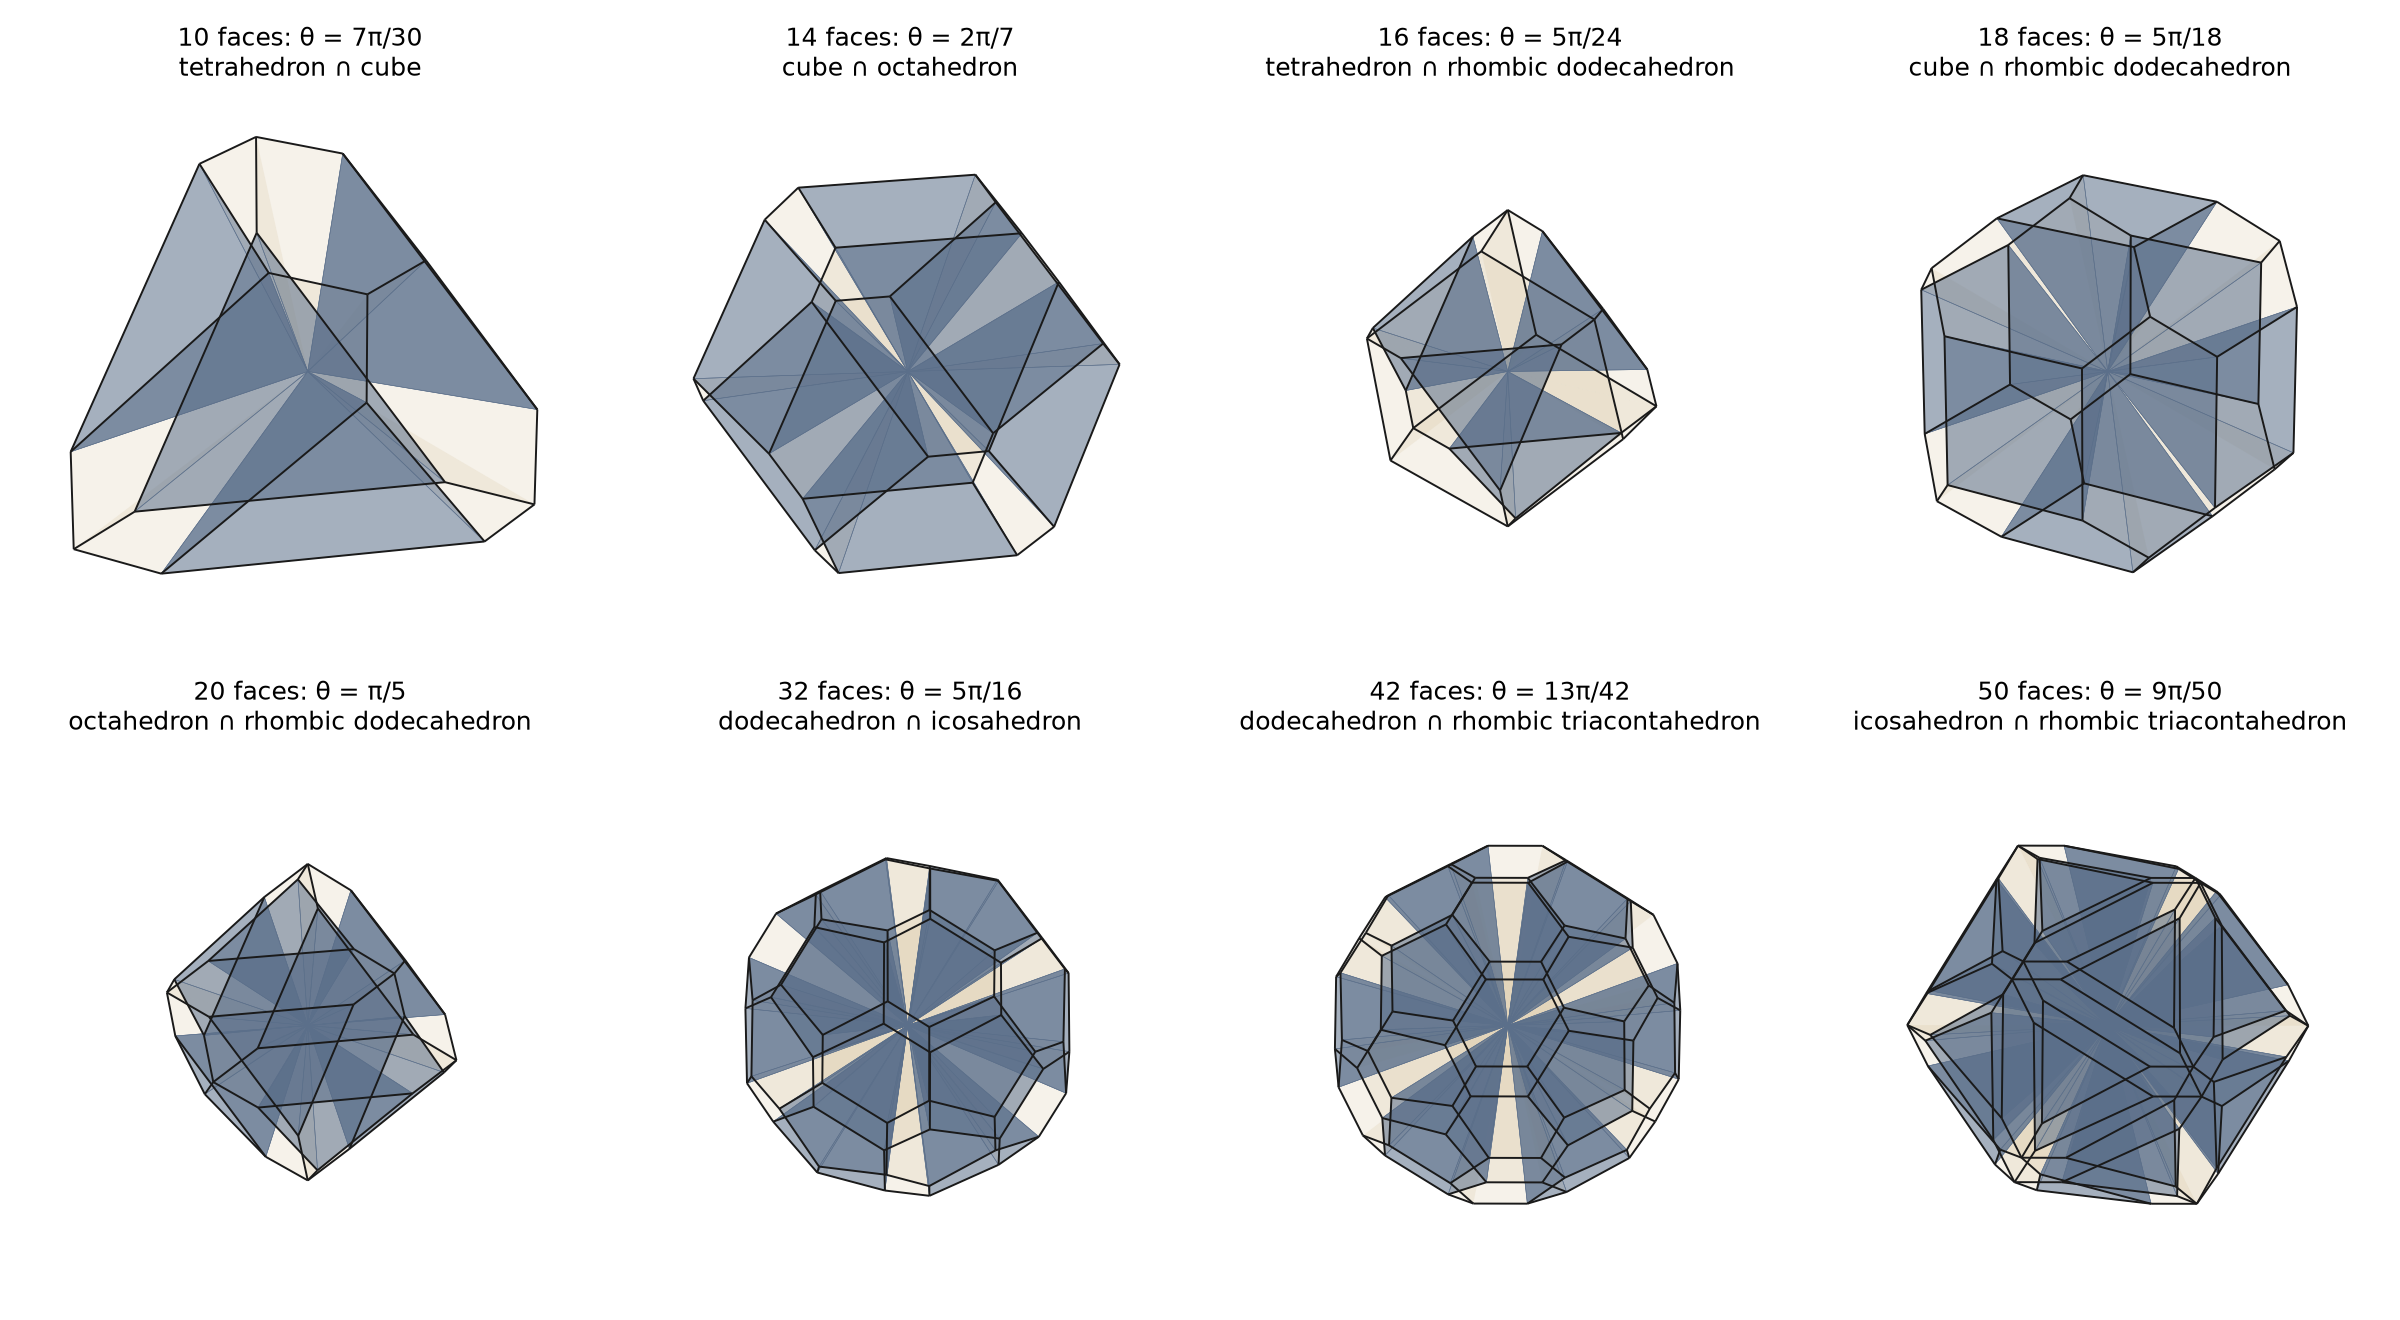 10 faces: θ = 7π/30
tetrahedron ∩ cube
14 faces: θ = 2π/7
cube ∩ octahedron
16 faces: θ = 5π/24
tetrahedron ∩ rhombic dodecahedron
18 faces: θ = 5π/18
cube ∩ rhombic dodecahedron
20 faces: θ = π/5
octahedron ∩ rhombic dodecahedron
32 faces: θ = 5π/16
dodecahedron ∩ icosahedron
42 faces: θ = 13π/42
dodecahedron ∩ rhombic triacontahedron
50 faces: θ = 9π/50
icosahedron ∩ rhombic triacontahedron